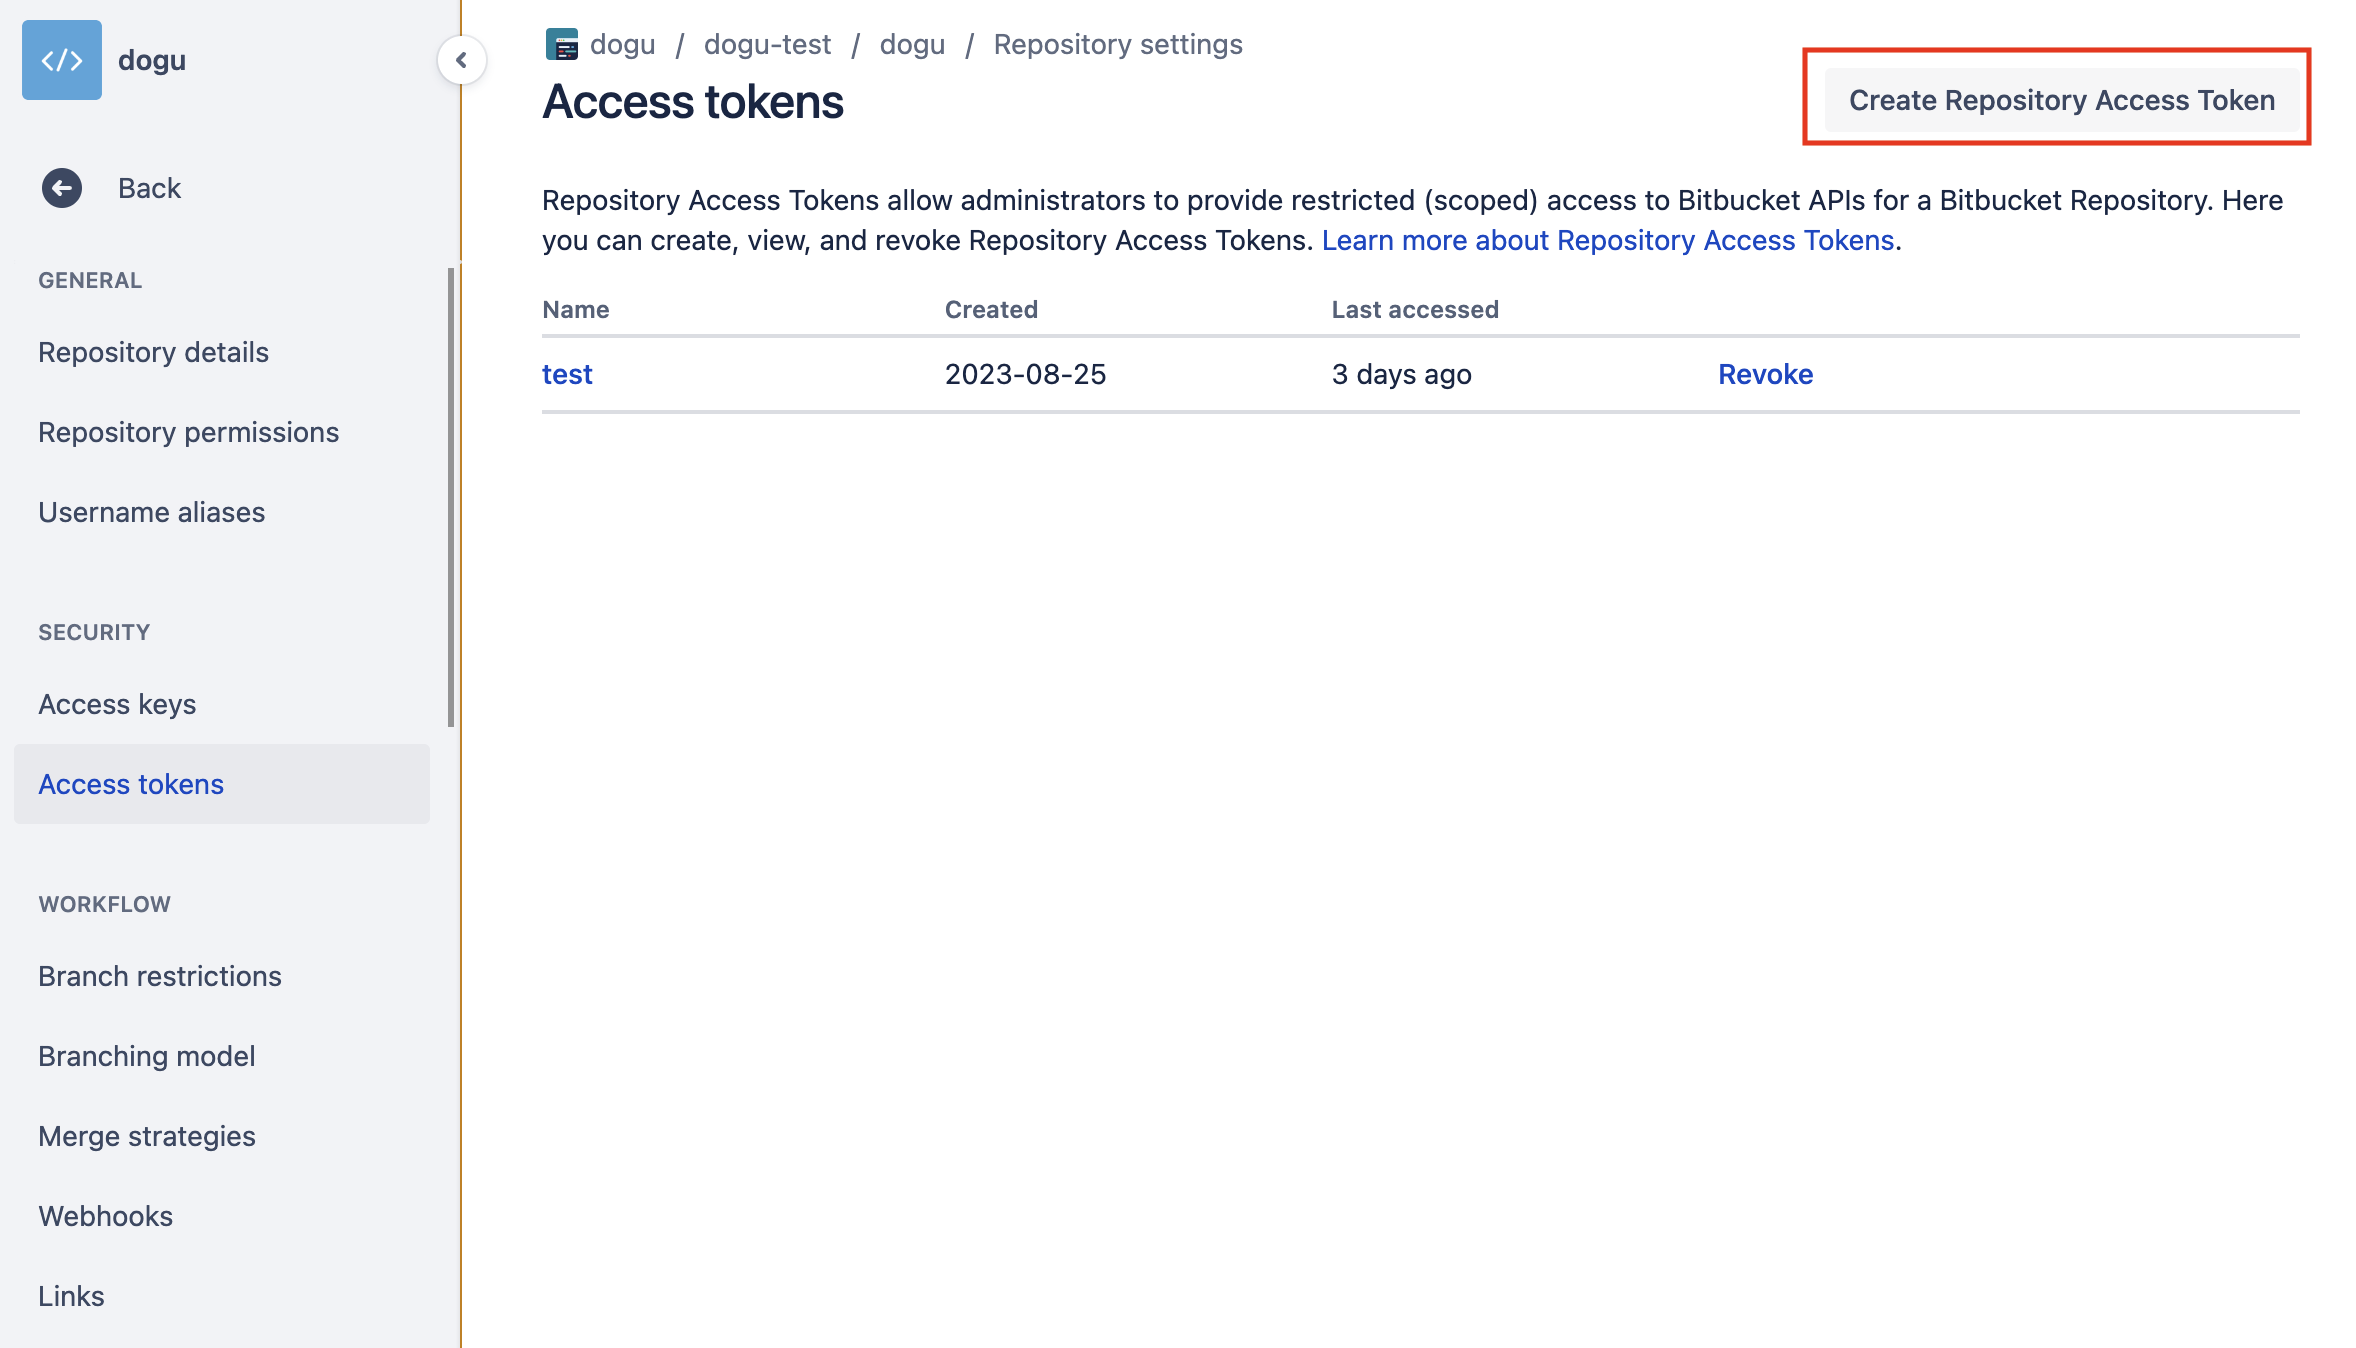 dogu
Back
GENERAL
Repository details
Repository permissions
Username aliases
SECURITY
Access keys
Access tokens
WORKFLOW
Branch restrictions
Branching model
Merge strategies
Webhooks
Links
dogu / dogu-test / dogu / Repository settings
Access tokens
Create Repository Access Token
Repository Access Tokens allow administrators to provide restricted (scoped) access to Bitbucket APIs for a Bitbucket Repository. Here
you can create, view, and revoke Repository Access Tokens. Learn more about Repository Access Tokens.
Name Created Last accessed
test 2023-08-25 3 days ago Revoke